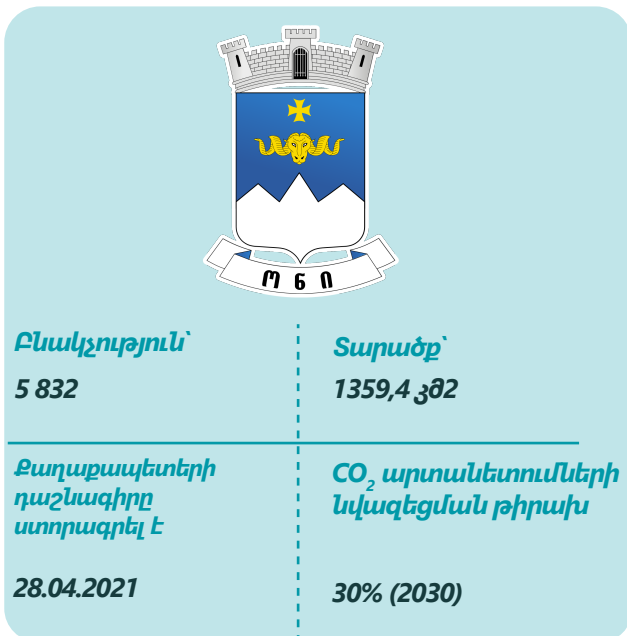 ᲝᲜᲘ
Բնակչություն՝
5 832
Տարածք՝
1359,4 კმ2
Քաղաքապետերի
դաշնագիրը
ստորագրել է
28.04.2021
CO₂ արտանետումների
նվազեցման թիրախ
30% (2030)